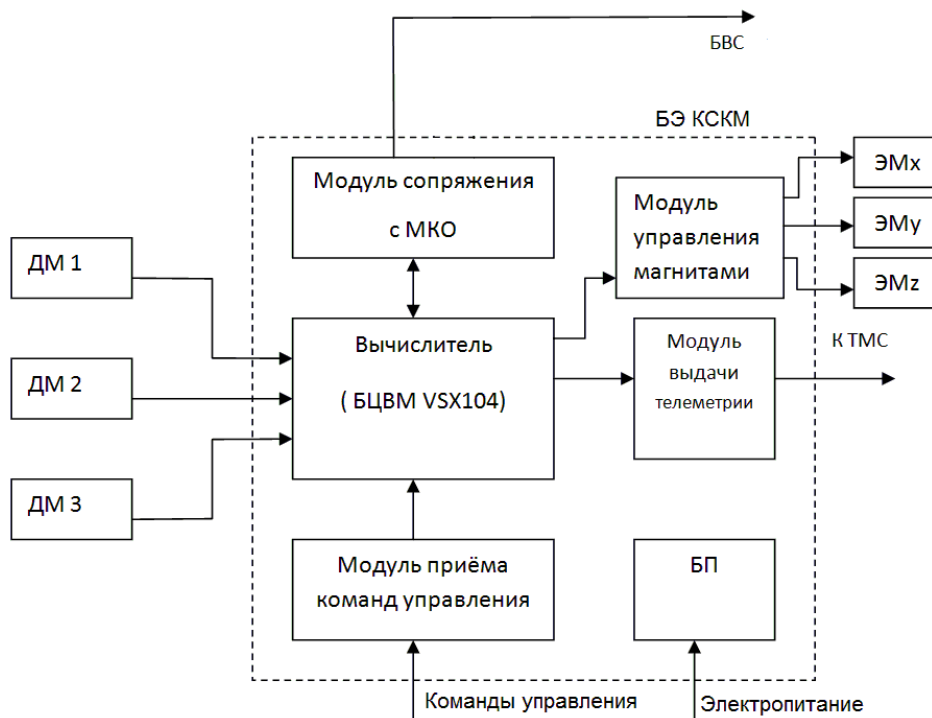 БВС
БЭ КСКМ
Модуль сопряжения
с МКО
Модуль
управления
магнитами
ЭМх
ЭМу
ЭМz
ДМ 1
ДМ 2
ДМ 3
Вычислитель
( БЦВМ VSX104)
Модуль
выдачи
телеметрии
К ТМС
Модуль приёма
команд управления
БП
Команды управления
Электропитание